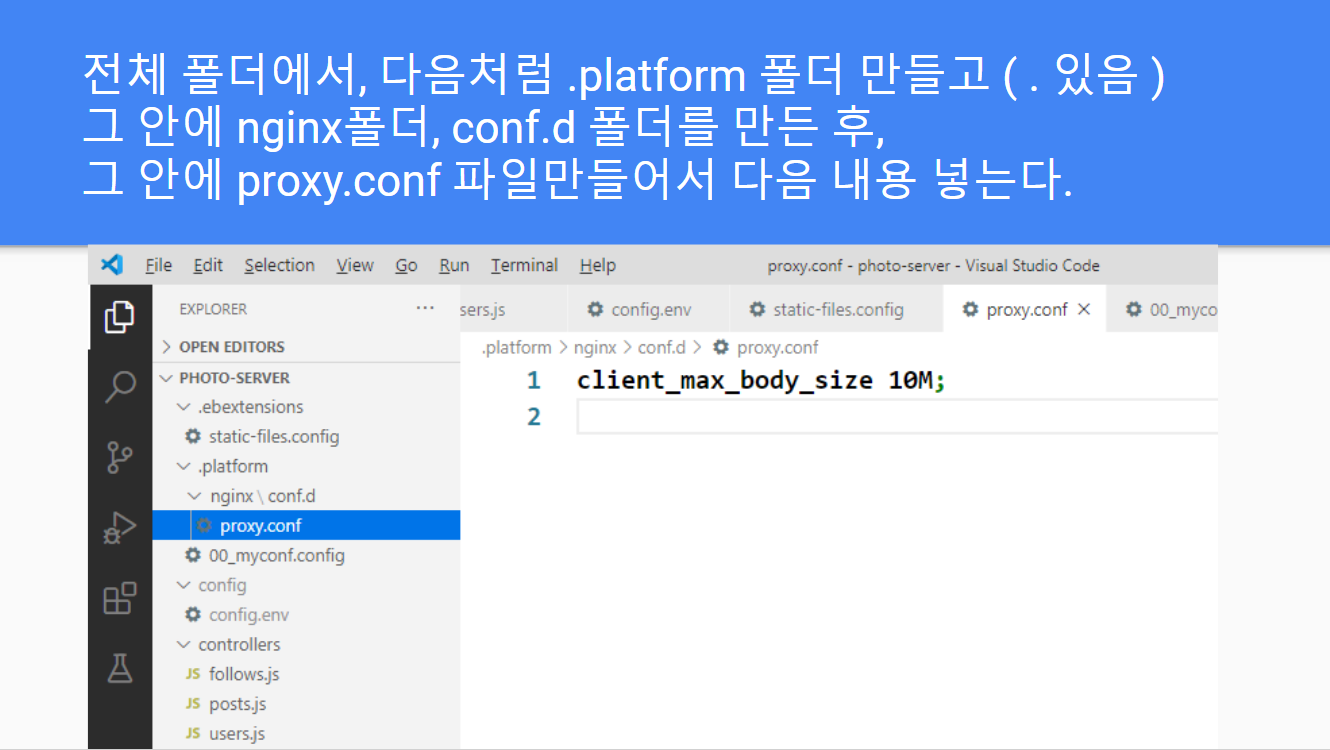 전체 폴더에서, 다음처럼 .platform 폴더 만들고 ( . 있음 )
그 안에 nginx폴더, conf.d 폴더를 만든 후,
그 안에 proxy.conf 파일만들어서 다음 내용 넣는다.
File Edit Selection View Go Run Terminal Help proxy.conf - photo-server - Visual Studio Code
EXPLORER ··· sers.js config.env static-files.config proxy.conf × 00_myco
> OPEN EDITORS
.platform > nginx > conf.d > proxy.conf
PHOTO-SERVER
1 client_max_body_size 10M;
2
.ebextensions
static-files.config
.platform
nginx \ conf.d
proxy.conf
00_myconf.config
config
config.env
controllers
JS follows.js
JS posts.js
JS users.js